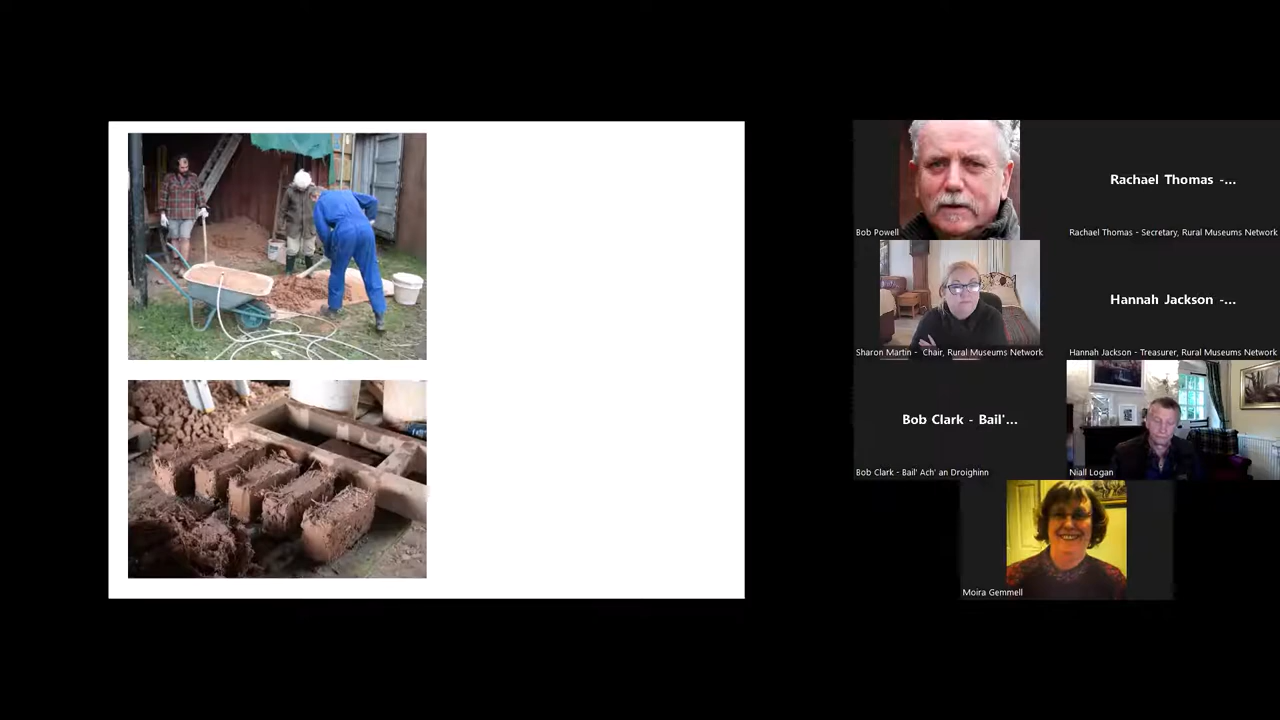 Rachael Thomas -...
Bob Powell
Rachael Thomas - Secretary, Rural Museums Network
Hannah Jackson -...
Sharon Martin - Chair, Rural Museums Network
Hannah Jackson - Treasurer, Rural Museums Network
Bob Clark - Bail'...
Bob Clark - Bail' Ach' an Droighinn
Niall Logan
Moira Gemmell